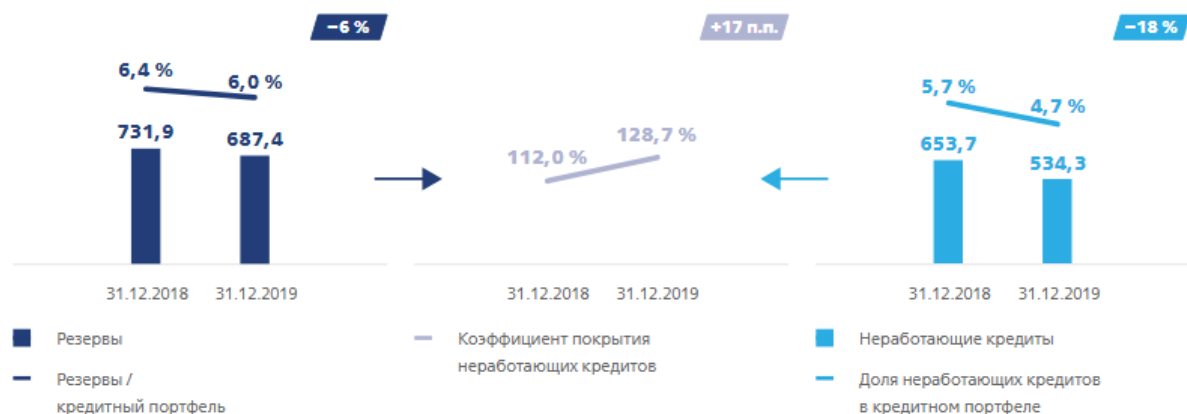 −6 %
6,4 %
6,0 %
731,9
687,4
31.12.2018 31.12.2019
Резервы
Резервы /
кредитный портфель
+17 п.п.
112,0 %
128,7 %
31.12.2018 31.12.2019
Коэффициент покрытия
неработающих кредитов
−18 %
5,7 %
4,7 %
653,7
534,3
31.12.2018 31.12.2019
Неработающие кредиты
Доля неработающих кредитов
в кредитном портфеле